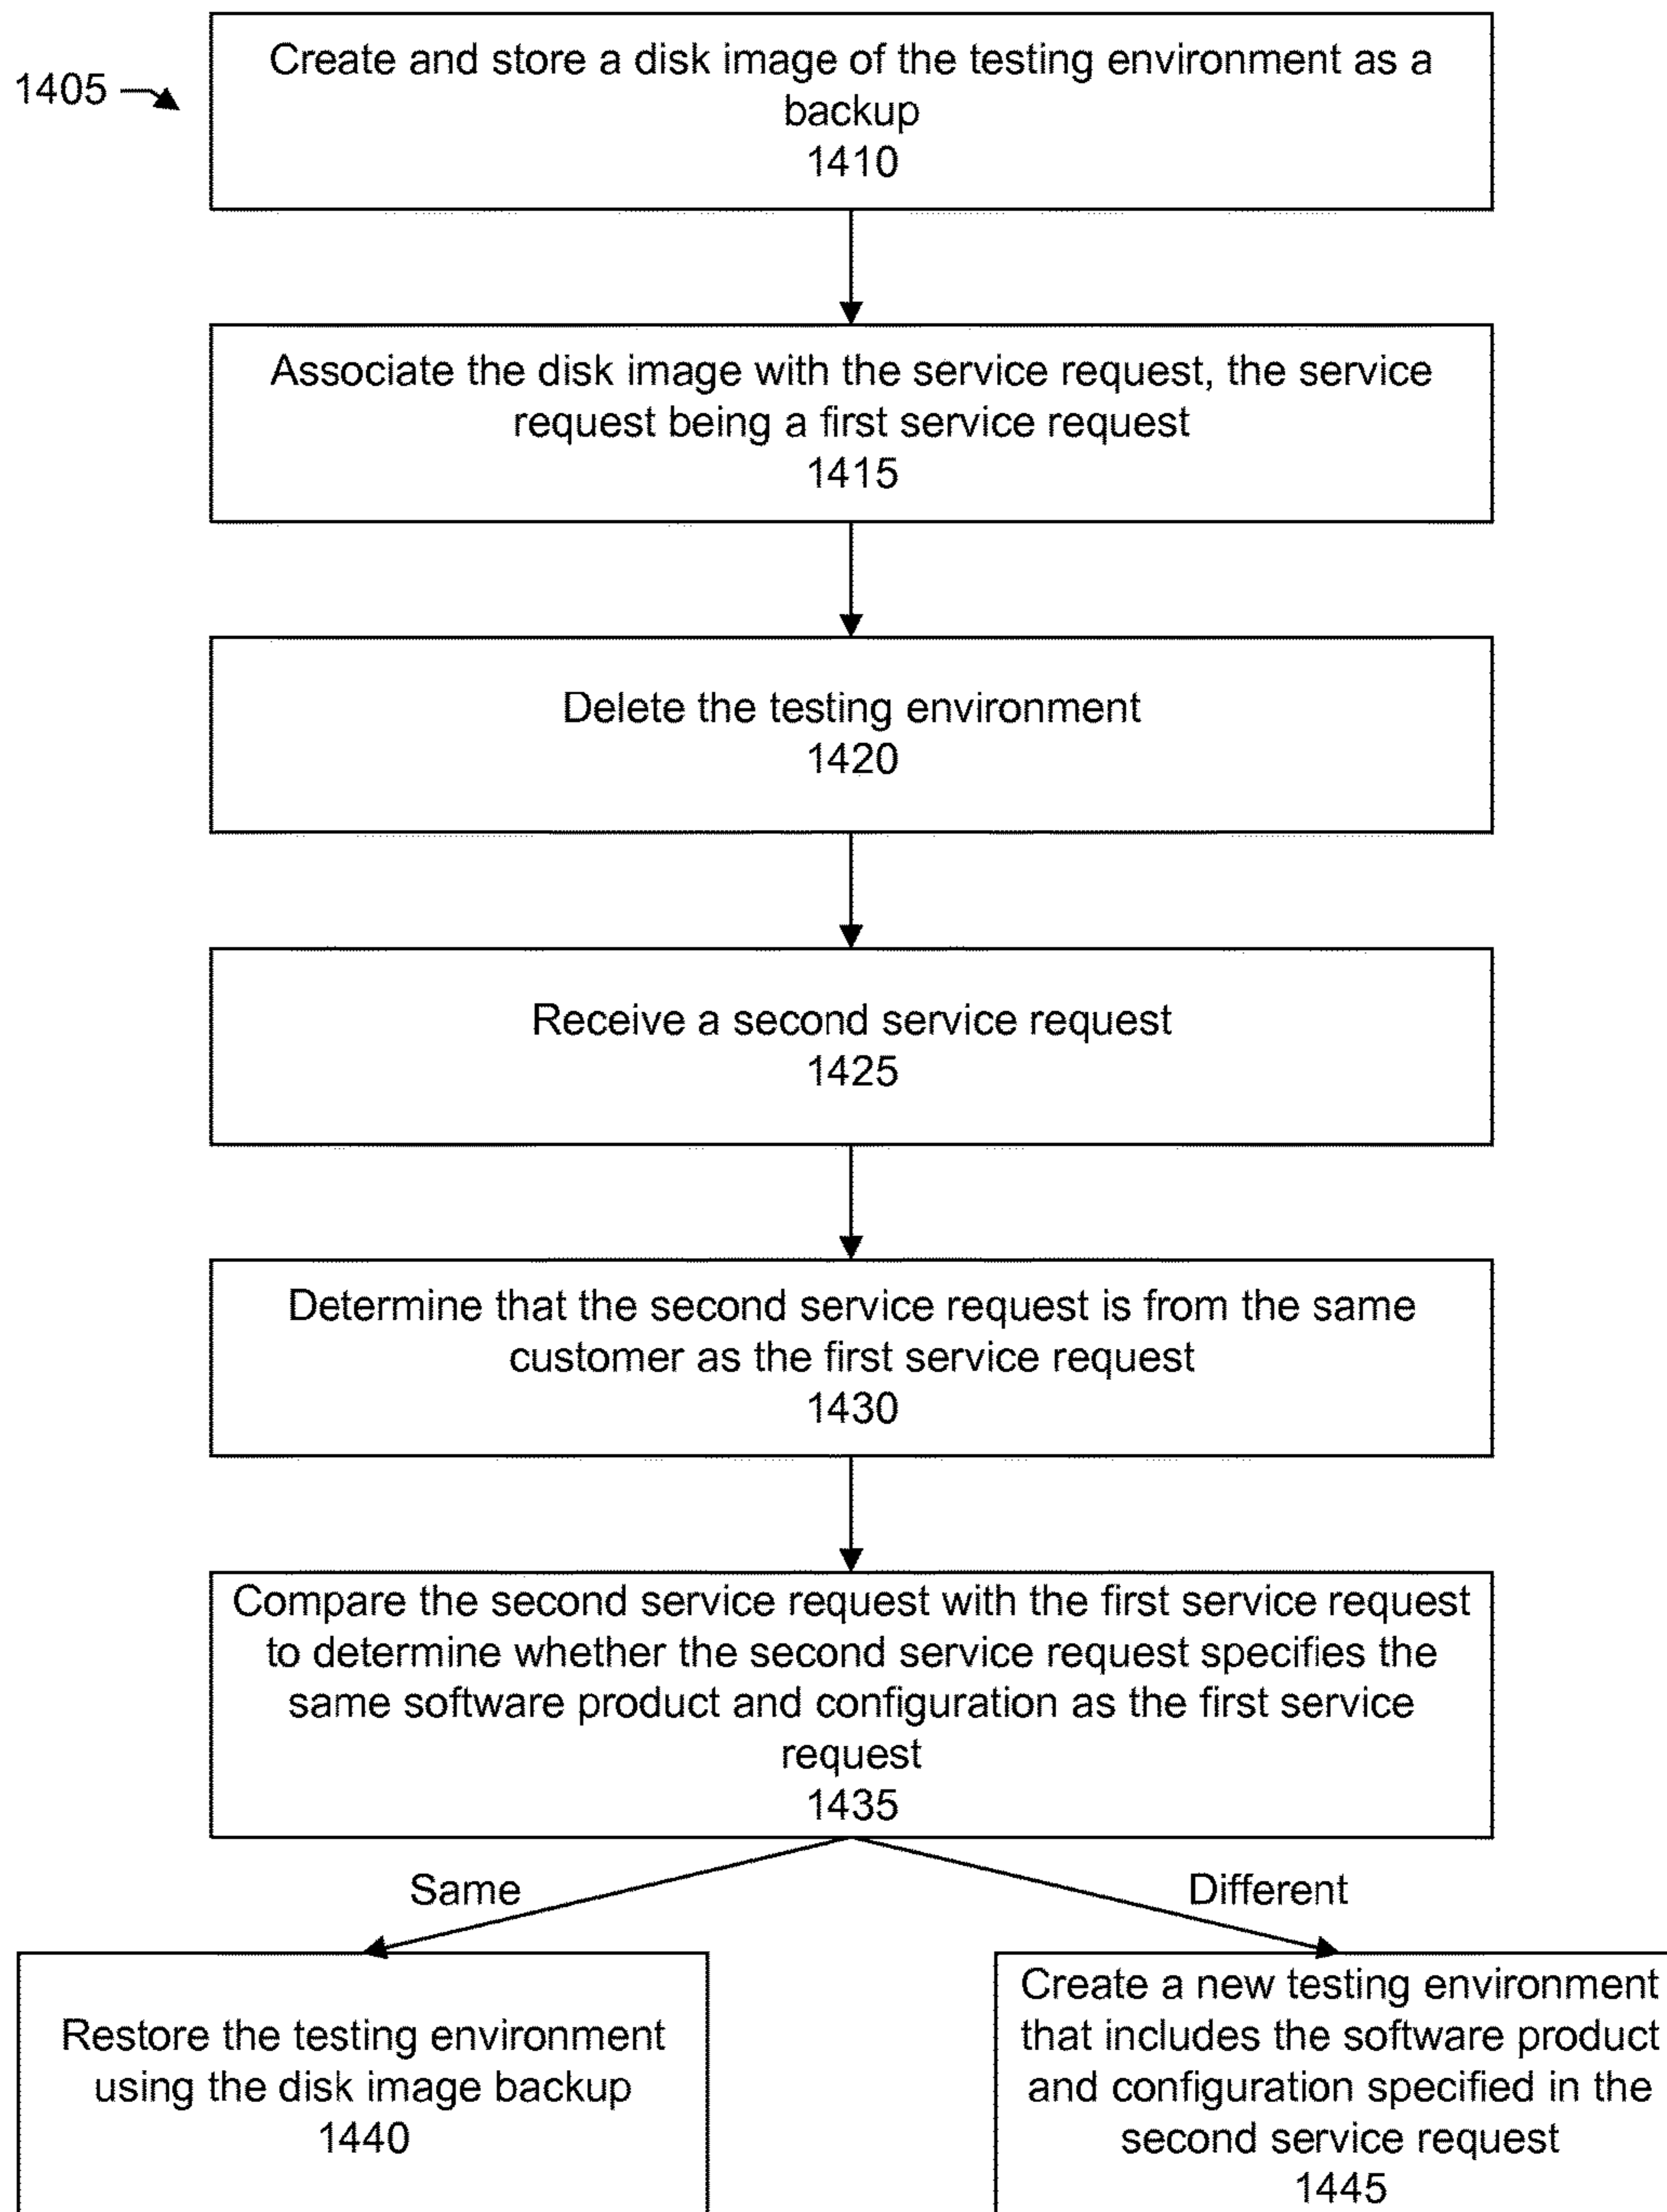 Create and store a disk image of the testing environment as a
backup
1410
1405
Associate the disk image with the service request, the service
request being a first service request
1415
Delete the testing environment
1420
Receive a second service request
1425
Determine that the second service request is from the same
customer as the first service request
1430
Compare the second service request with the first service request
to determine whether the second service request specifies the
same software product and configuration as the first service
request
1435
Same
Different
Restore the testing environment
using the disk image backup
1440
Create a new testing environment
that includes the software product
and configuration specified in the
second service request
1445